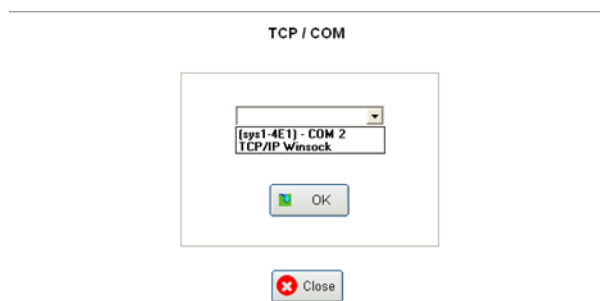 TCP / COM
(sys1-4E1) - COM 2
TCP/IP Winsock
OK
Close